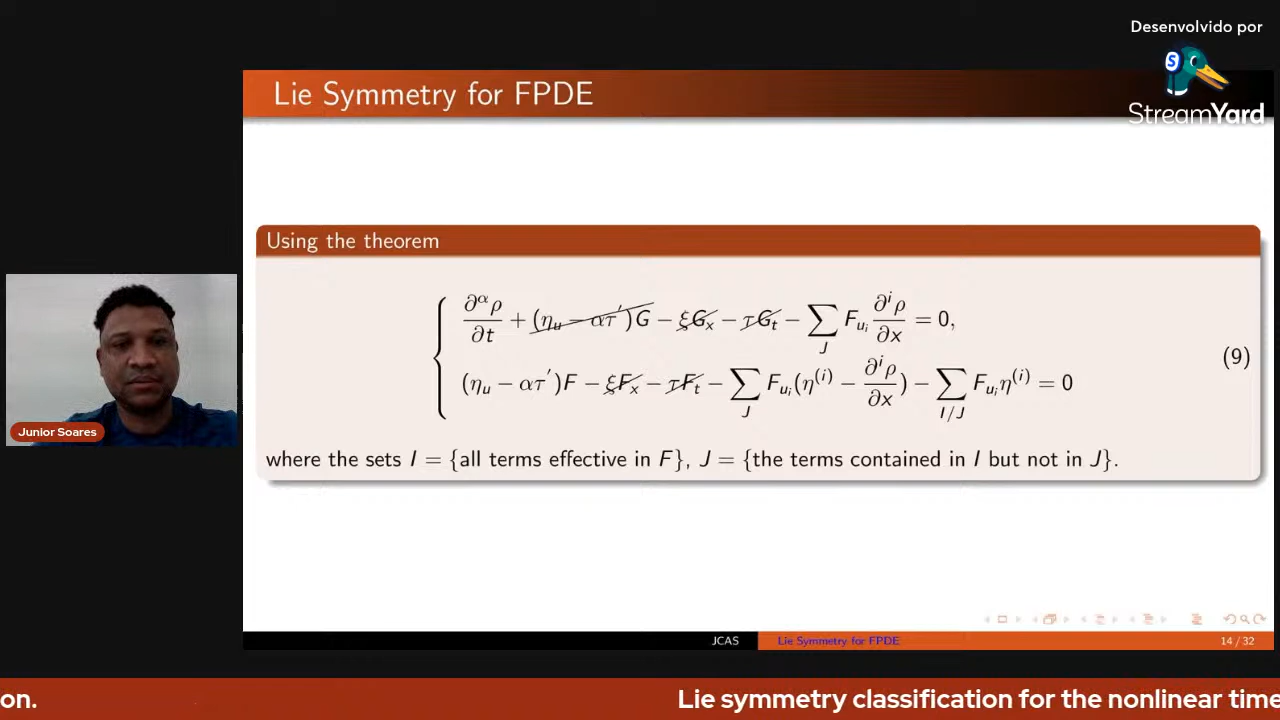 Desenvolvido por
StreamYard
Lie Symmetry for FPDE
Using the theorem
∂^α ρ/∂t + (η_u − ατ′)G − ξG_x − τG_t − ∑_J F_{u_i} ∂^i ρ/∂x = 0,
(η_u − ατ′)F − ξF_x − τF_t − ∑_J F_{u_i}(η^{(i)} − ∂^i ρ/∂x) − ∑_{I/J} F_{u_i}η^{(i)} = 0
(9)
where the sets I = {all terms effective in F}, J = {the terms contained in I but not in J}.
Junior Soares
JCAS
Lie Symmetry for FPDE
14 / 32
on.
Lie symmetry classification for the nonlinear time